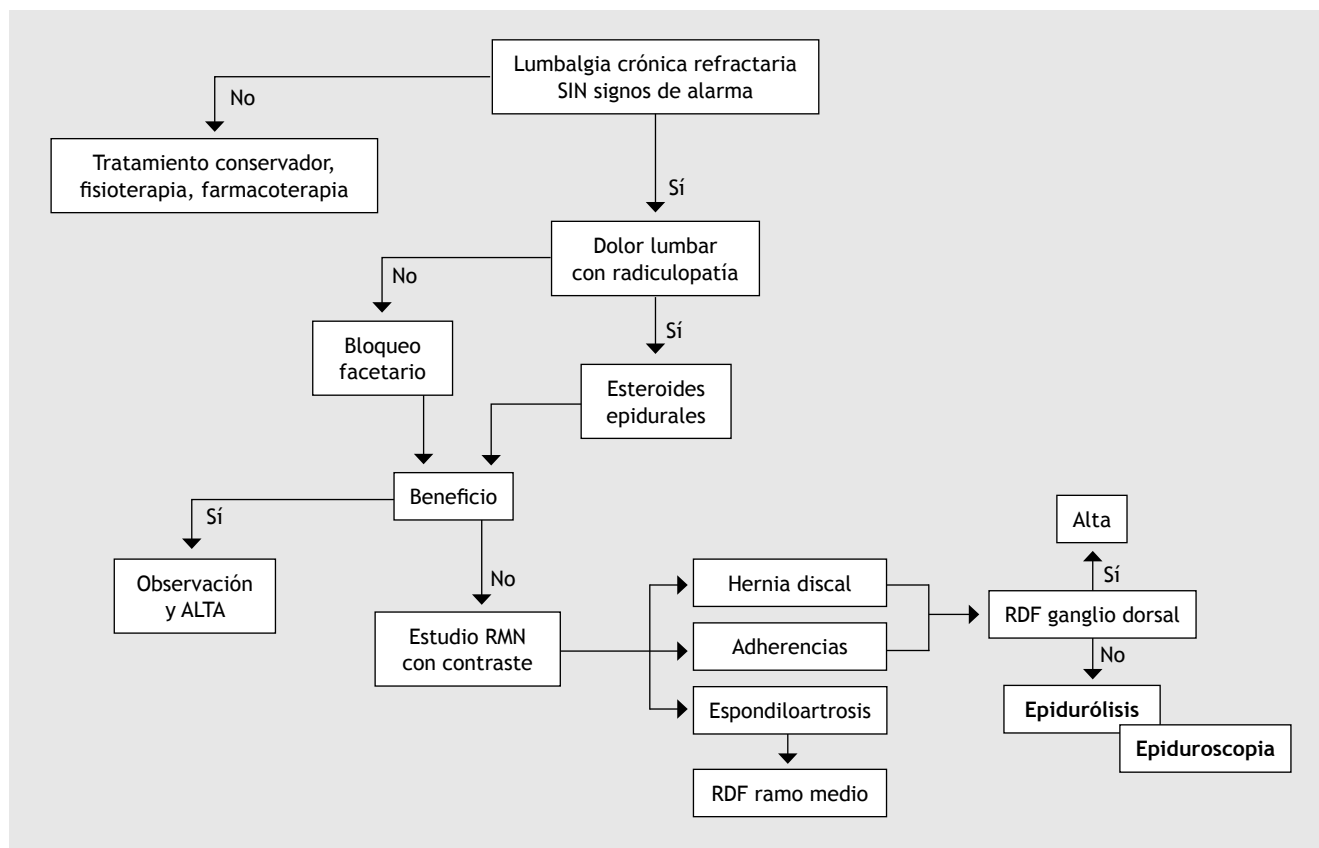 Lumbalgia crónica refractaria
SIN signos de alarma
No
Tratamiento conservador,
fisioterapia, farmacoterapia
Sí
Dolor lumbar
con radiculopatía
No
Bloqueo
facetario
Sí
Esteroides
epidurales
Beneficio
Sí
Observación
y ALTA
No
Estudio RMN
con contraste
Hernia discal
Adherencias
Espondiloartrosis
RDF ramo medio
Alta
Sí
RDF ganglio dorsal
No
Epidurólisis
Epiduroscopia